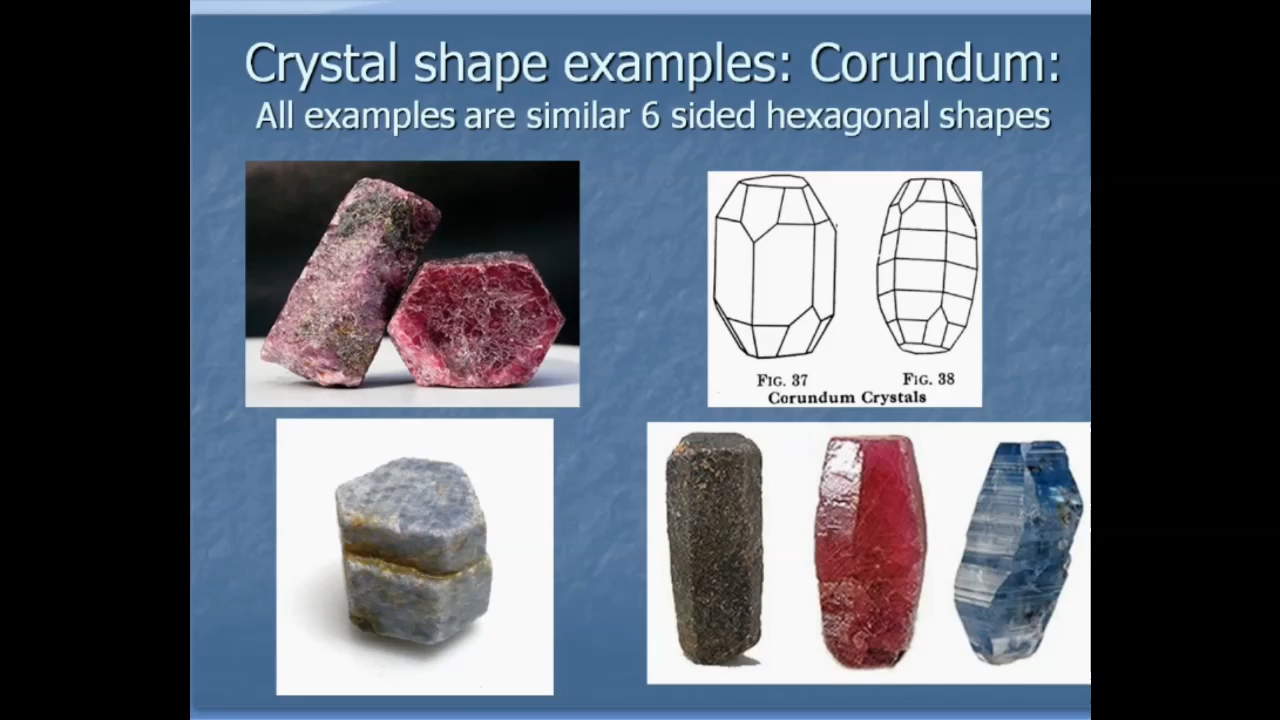 Crystal shape examples: Corundum:
All examples are similar 6 sided hexagonal shapes
FIG. 37
FIG. 38
Corundum Crystals